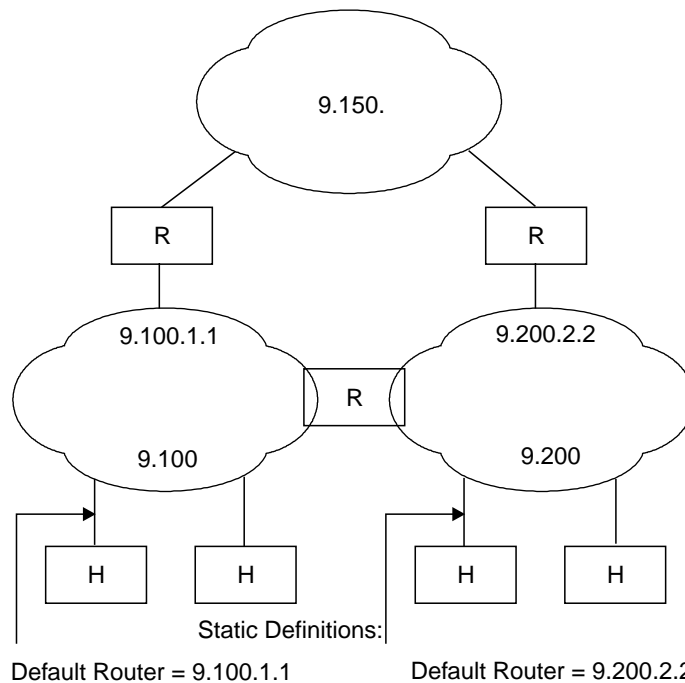 9.150.
R
R
9.100.1.1
9.200.2.2
R
9.100
9.200
H
H
H
H
Static Definitions:
Default Router = 9.100.1.1
Default Router = 9.200.2.2